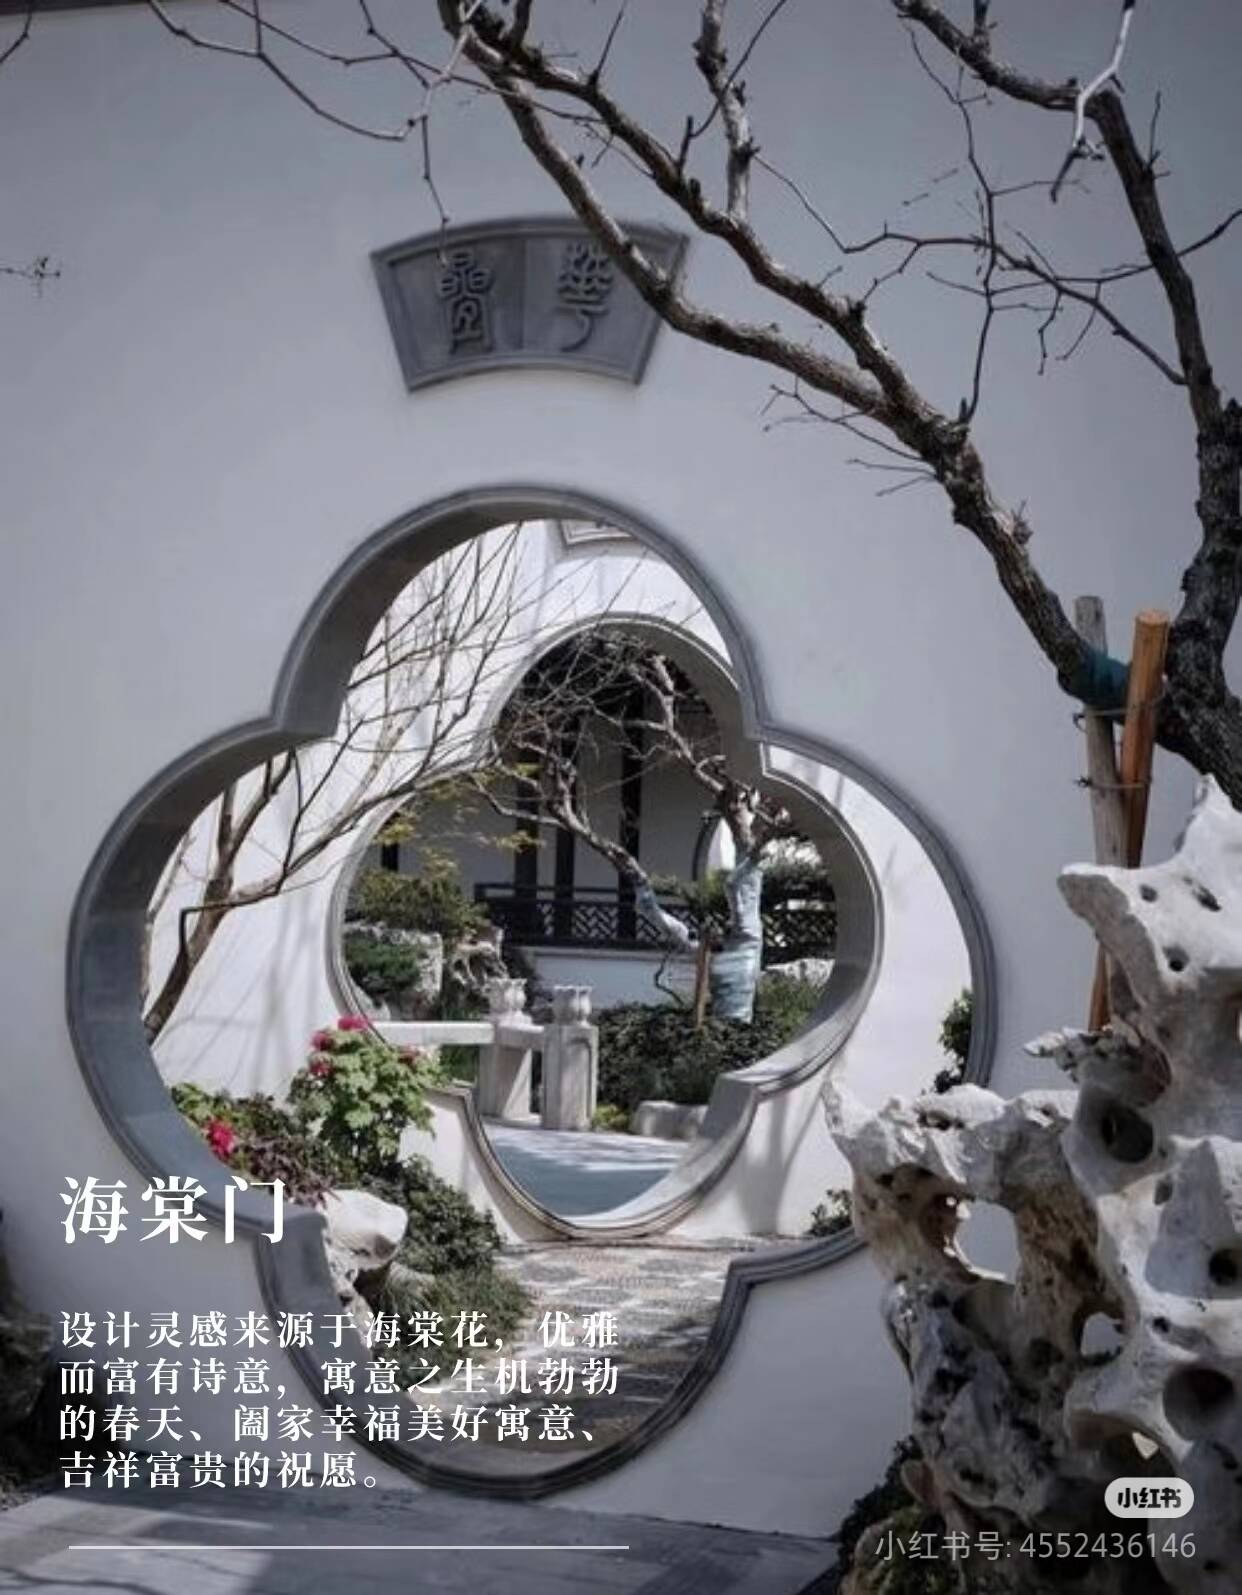 海棠门
设计灵感来源于海棠花，优雅
而富有诗意，寓意之生机勃勃
的春天、阖家幸福美好寓意、
吉祥富贵的祝愿。
小红书
小红书号: 4552436146